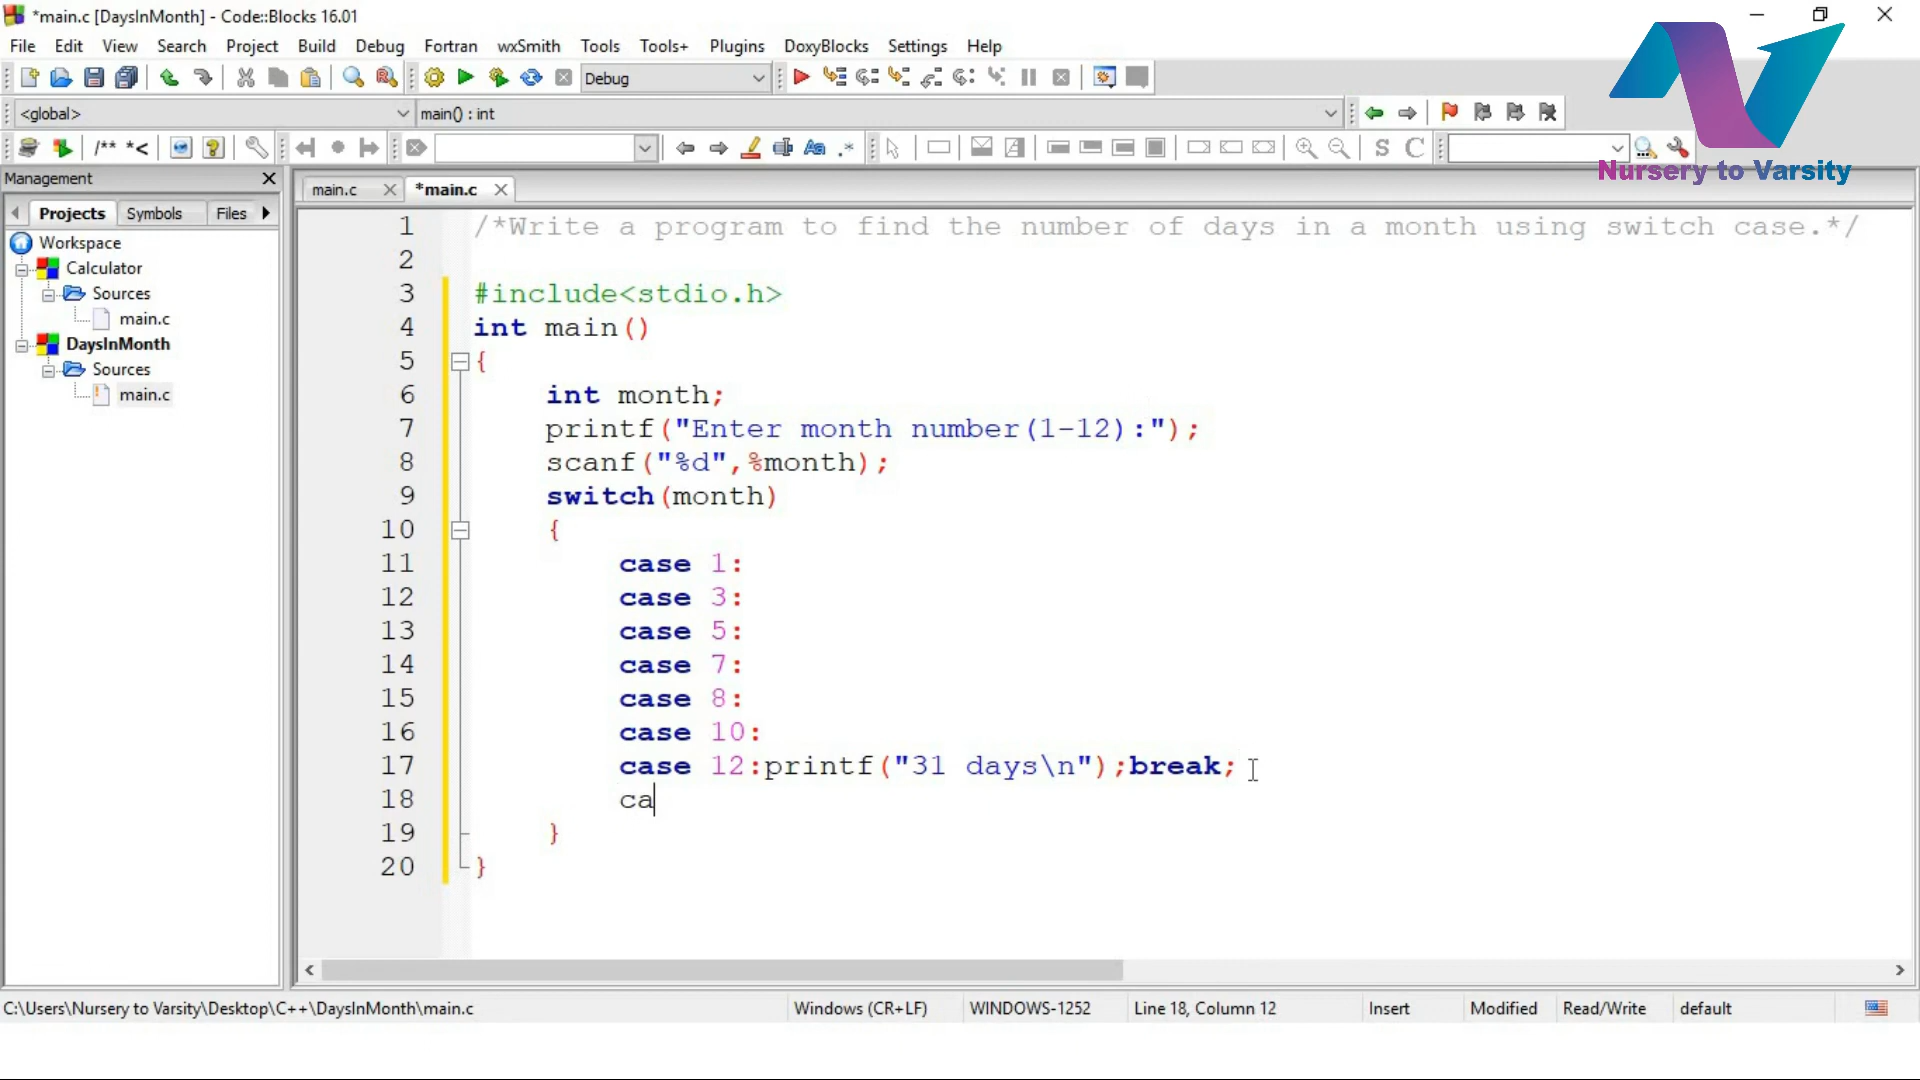 *main.c [DaysInMonth] - Code::Blocks 16.01
File Edit View Search Project Build Debug Fortran wxSmith Tools Tools+ Plugins DoxyBlocks Settings Help
Debug
<global> main() : int
/** *<
S C
Nursery to Varsity
Management
main.c *main.c
Projects Symbols Files
Workspace
Calculator
Sources
main.c
DaysInMonth
Sources
main.c
1 /*Write a program to find the number of days in a month using switch case.*/
2
3 #include<stdio.h>
4 int main()
5 {
6 int month;
7 printf("Enter month number(1-12):");
8 scanf("%d",%month);
9 switch(month)
10 {
11 case 1:
12 case 3:
13 case 5:
14 case 7:
15 case 8:
16 case 10:
17 case 12:printf("31 days\n");break;
18 ca
19 }
20 }
C:\Users\Nursery to Varsity\Desktop\C++\DaysInMonth\main.c Windows (CR+LF) WINDOWS-1252 Line 18, Column 12 Insert Modified Read/Write default